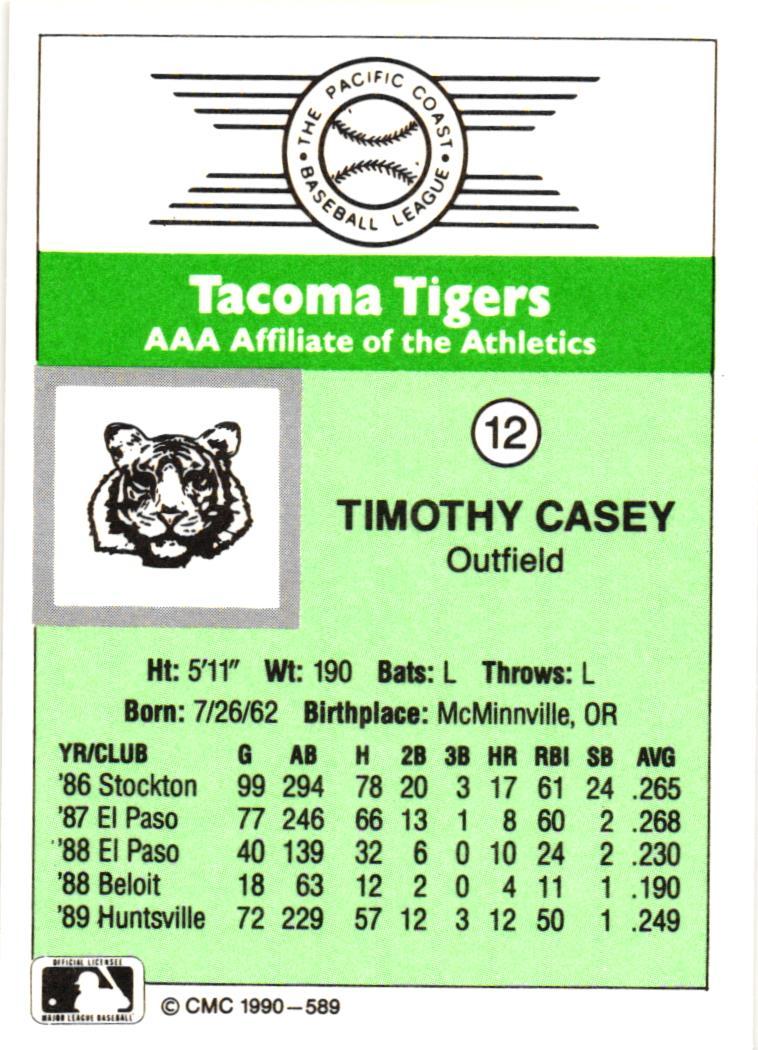 • THE PACIFIC COAST •
BASEBALL LEAGUE
Tacoma Tigers
AAA Affiliate of the Athletics
12
TIMOTHY CASEY
Outfield
Ht: 5'11" Wt: 190 Bats: L Throws: L
Born: 7/26/62 Birthplace: McMinnville, OR
YR/CLUB G AB H 2B 3B HR RBI SB AVG
'86 Stockton 99 294 78 20 3 17 61 24 .265
'87 El Paso 77 246 66 13 1 8 60 2 .268
'88 El Paso 40 139 32 6 0 10 24 2 .230
'88 Beloit 18 63 12 2 0 4 11 1 .190
'89 Huntsville 72 229 57 12 3 12 50 1 .249
OFFICIAL LICENSEE
MAJOR LEAGUE BASEBALL
© CMC 1990—589